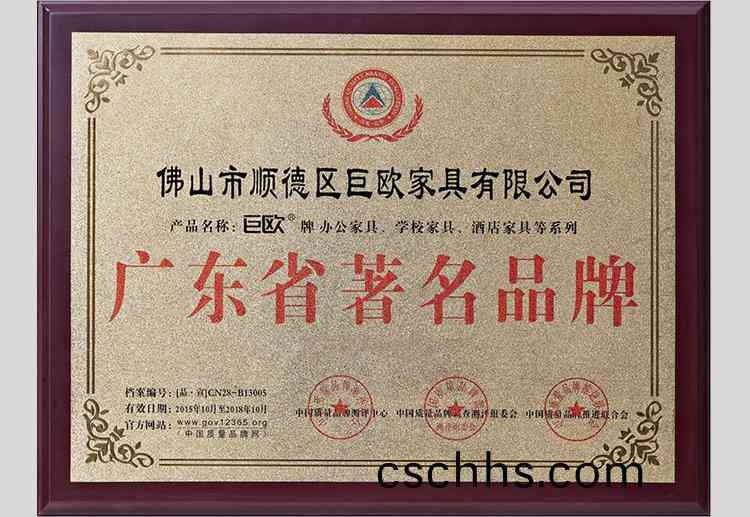 佛山市顺德区巨欧家具有限公司
产品名称：巨欧®牌 办公家具、学校家具、酒店家具等系列
广东省著名品牌
档案编号：[品·宣]CN28-B13005
有效日期：2015年10月至2018年10月
官方网站：www.gov12365.org
（中国质量品牌网）
中国质量品牌测评中心 中国质量品牌调查测评组委会 中国质量品牌推进联合会
cschhs.com